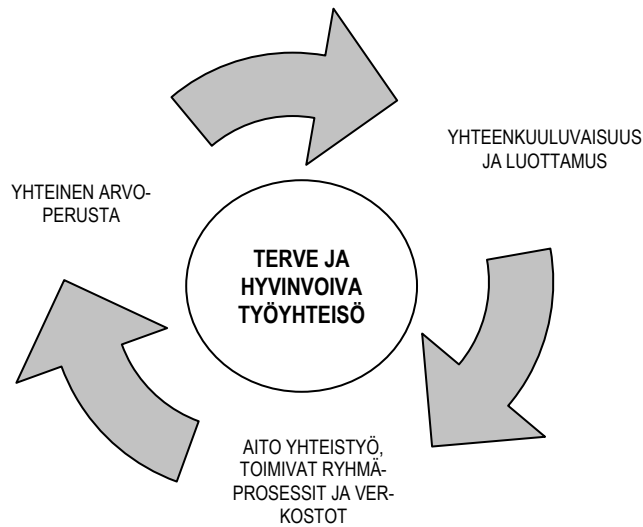 YHTEENKUULUVAISUUS
JA LUOTTAMUS
YHTEINEN ARVO-
PERUSTA
TERVE JA
HYVINVOIVA
TYÖYHTEISÖ
AITO YHTEISTYÖ,
TOIMIVAT RYHMÄ-
PROSESSIT JA VER-
KOSTOT